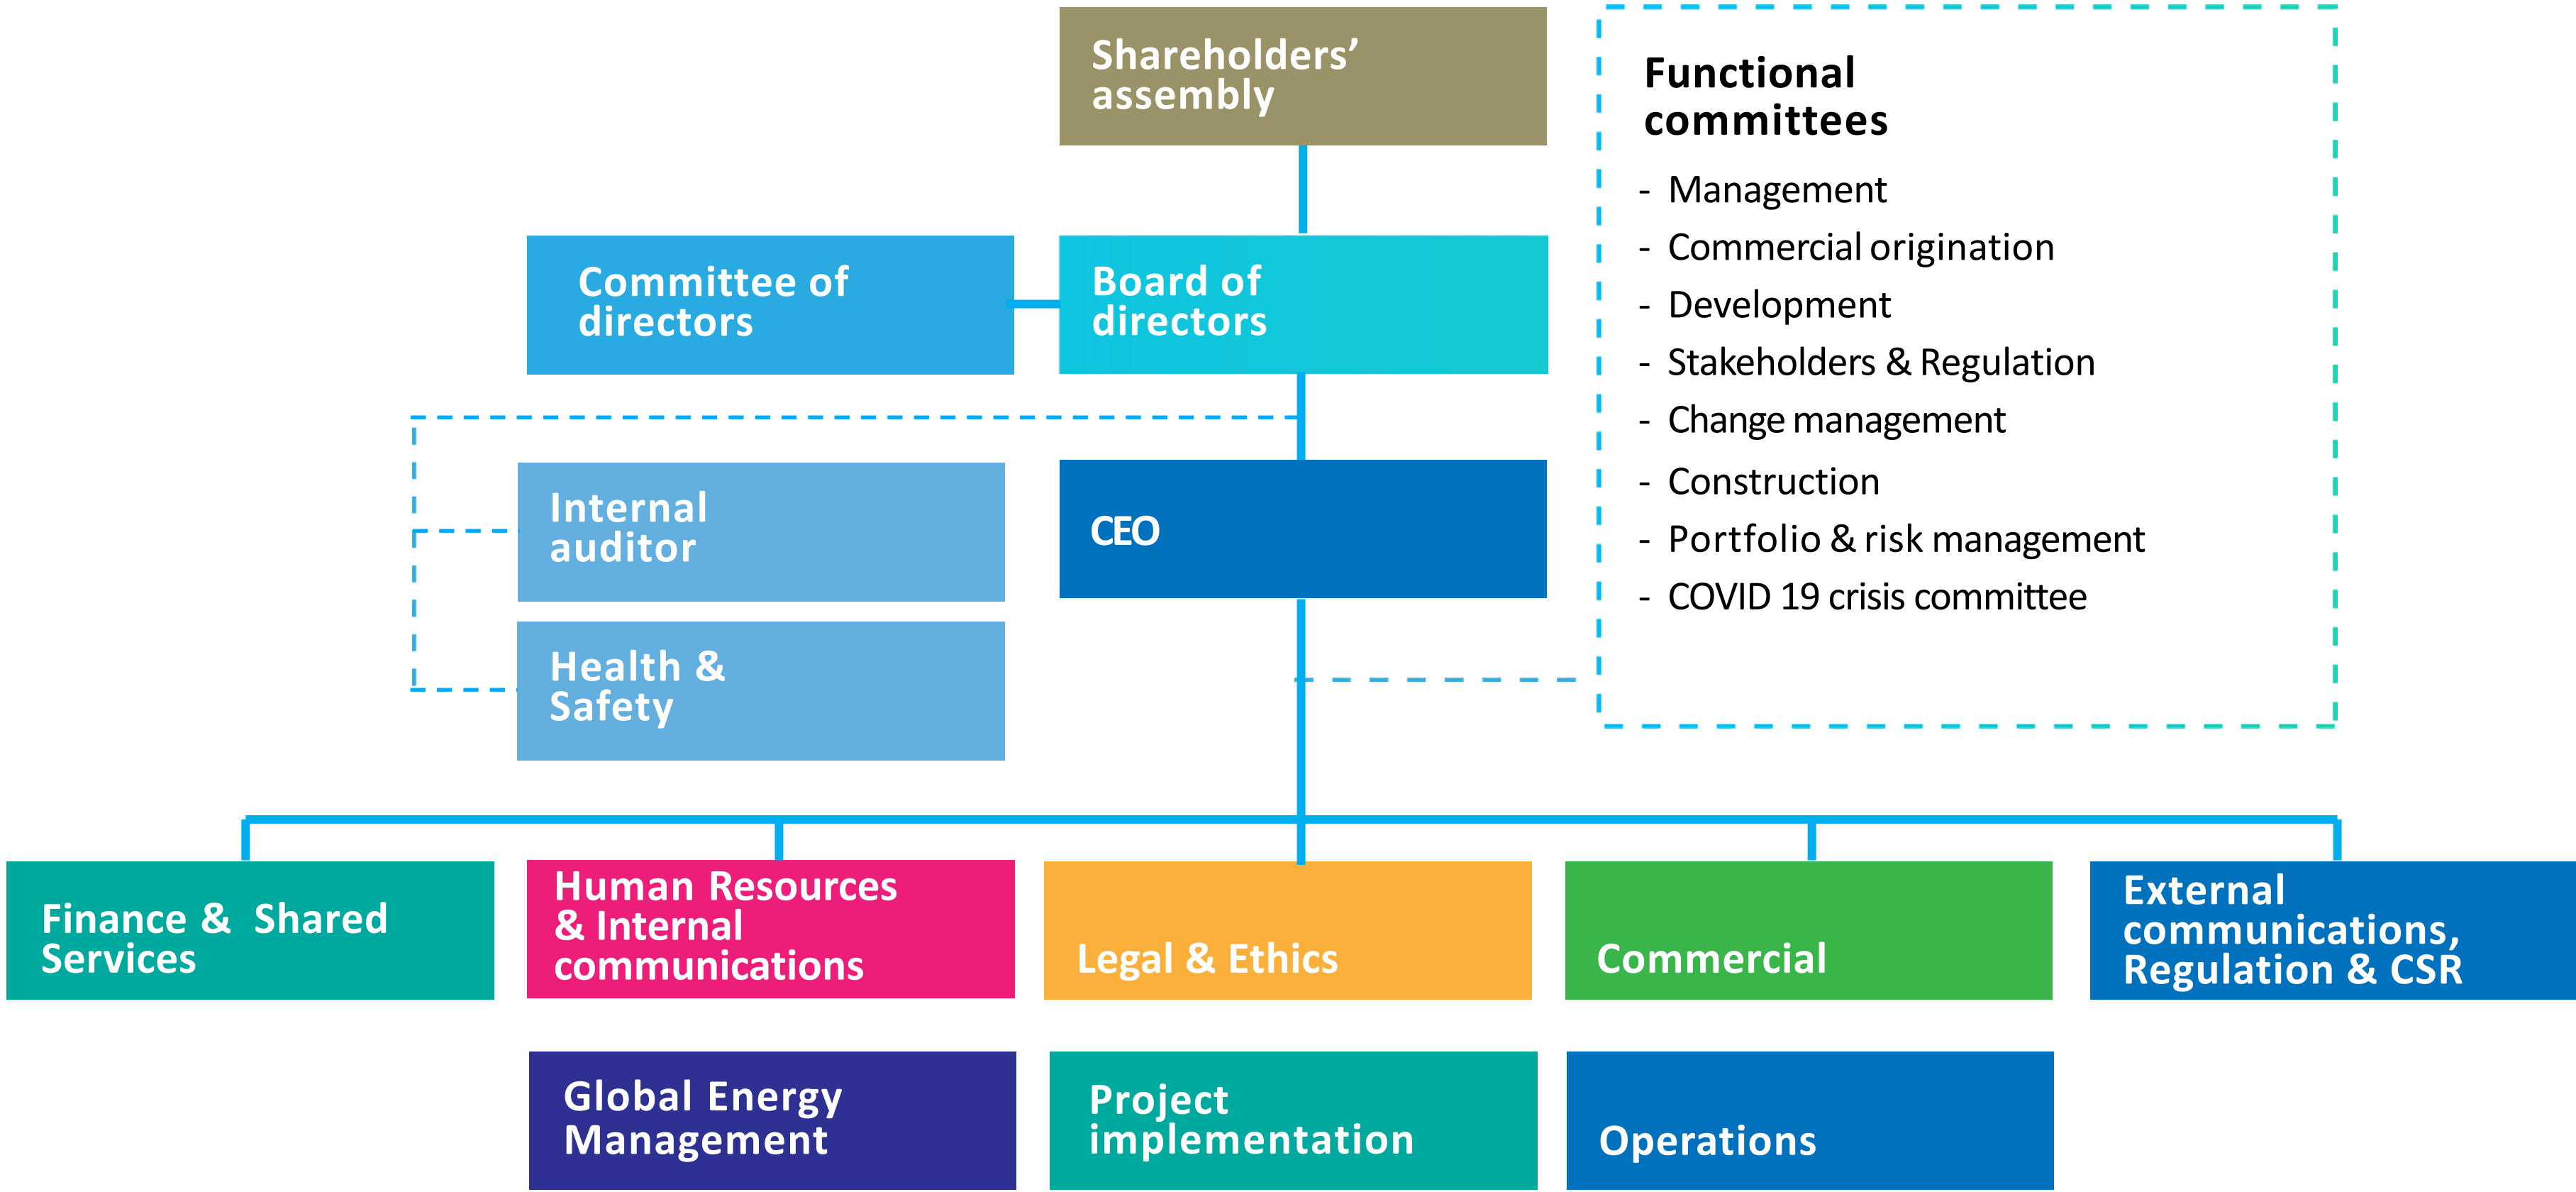 Shareholders’
assembly
Functional
committees
- Management
- Commercial origination
- Development
- Stakeholders & Regulation
- Change management
- Construction
- Portfolio & risk management
- COVID 19 crisis committee
Committee of
directors
Board of
directors
Internal
auditor
CEO
Health &
Safety
Finance & Shared
Services
Human Resources
& Internal
communications
Legal & Ethics
Commercial
External
communications,
Regulation & CSR
Global Energy
Management
Project
implementation
Operations